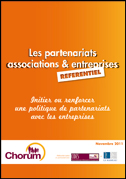 Les partenariats
associations & entreprises
REFERENTIEL
Initier ou renforcer
une politique de partenariats
avec les entreprises
Novembre 2011
Chorum